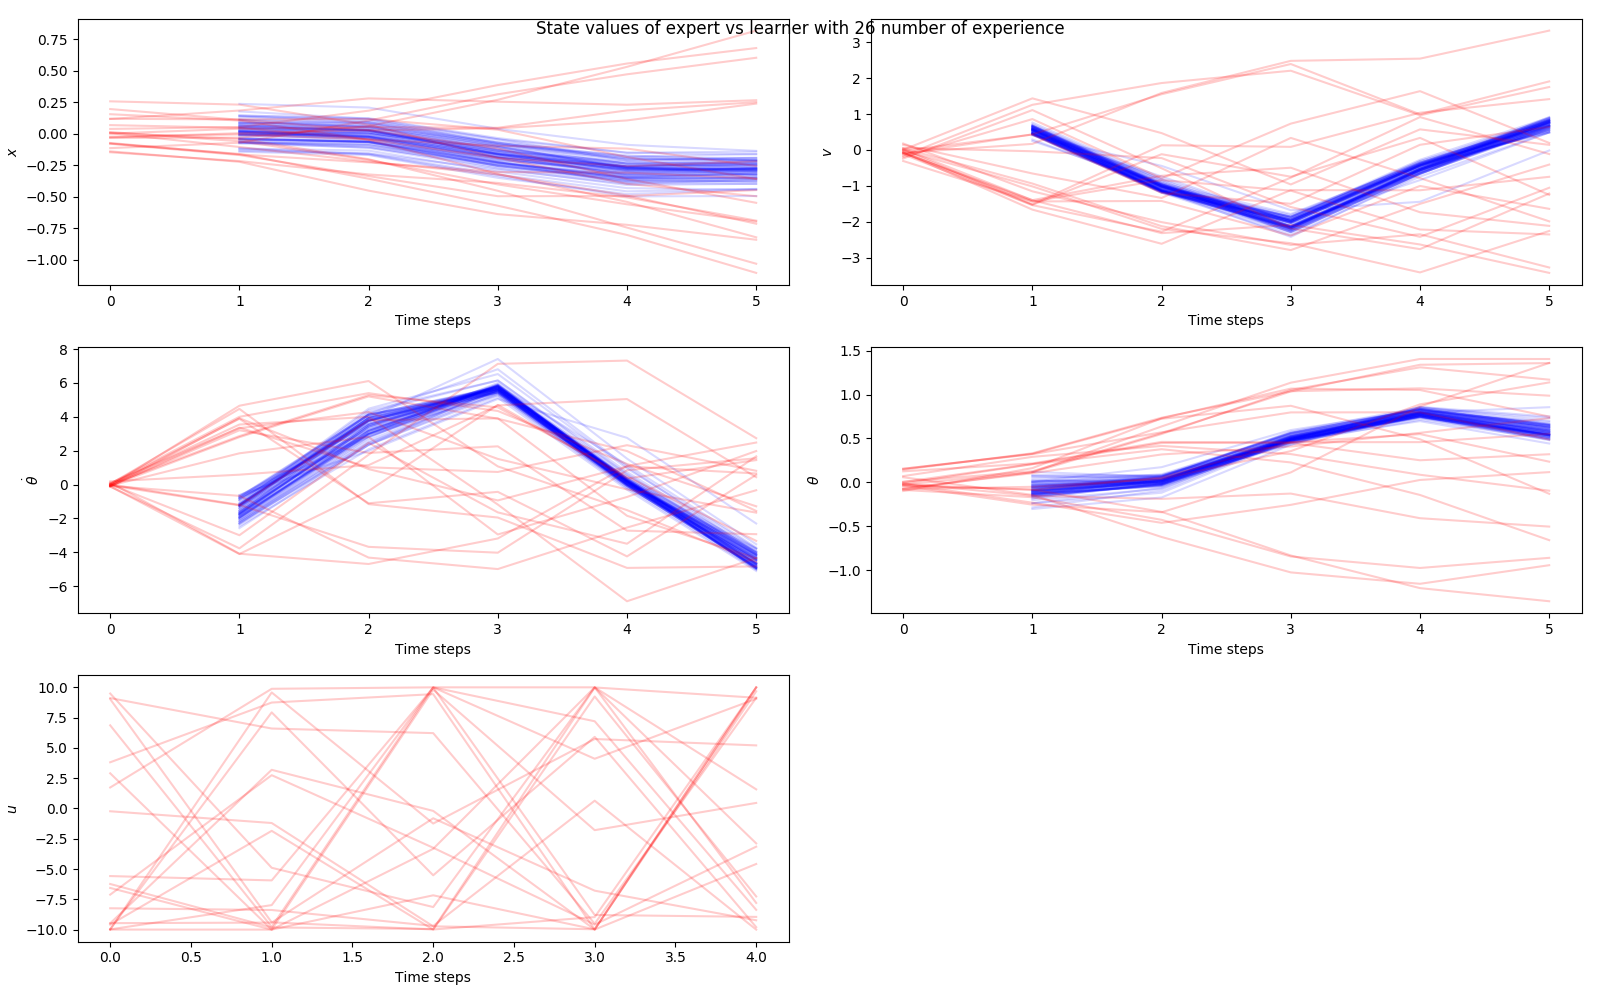 State values of expert vs learner with 26 number of experience
0.75
0.50
0.25
0.00
−0.25
−0.50
−0.75
−1.00
x
0 1 2 3 4 5
Time steps
3
2
1
0
−1
−2
−3
v
0 1 2 3 4 5
Time steps
8
6
4
2
0
−2
−4
−6
θ̇
0 1 2 3 4 5
Time steps
1.5
1.0
0.5
0.0
−0.5
−1.0
θ
0 1 2 3 4 5
Time steps
10.0
7.5
5.0
2.5
0.0
−2.5
−5.0
−7.5
−10.0
u
0.0 0.5 1.0 1.5 2.0 2.5 3.0 3.5 4.0
Time steps